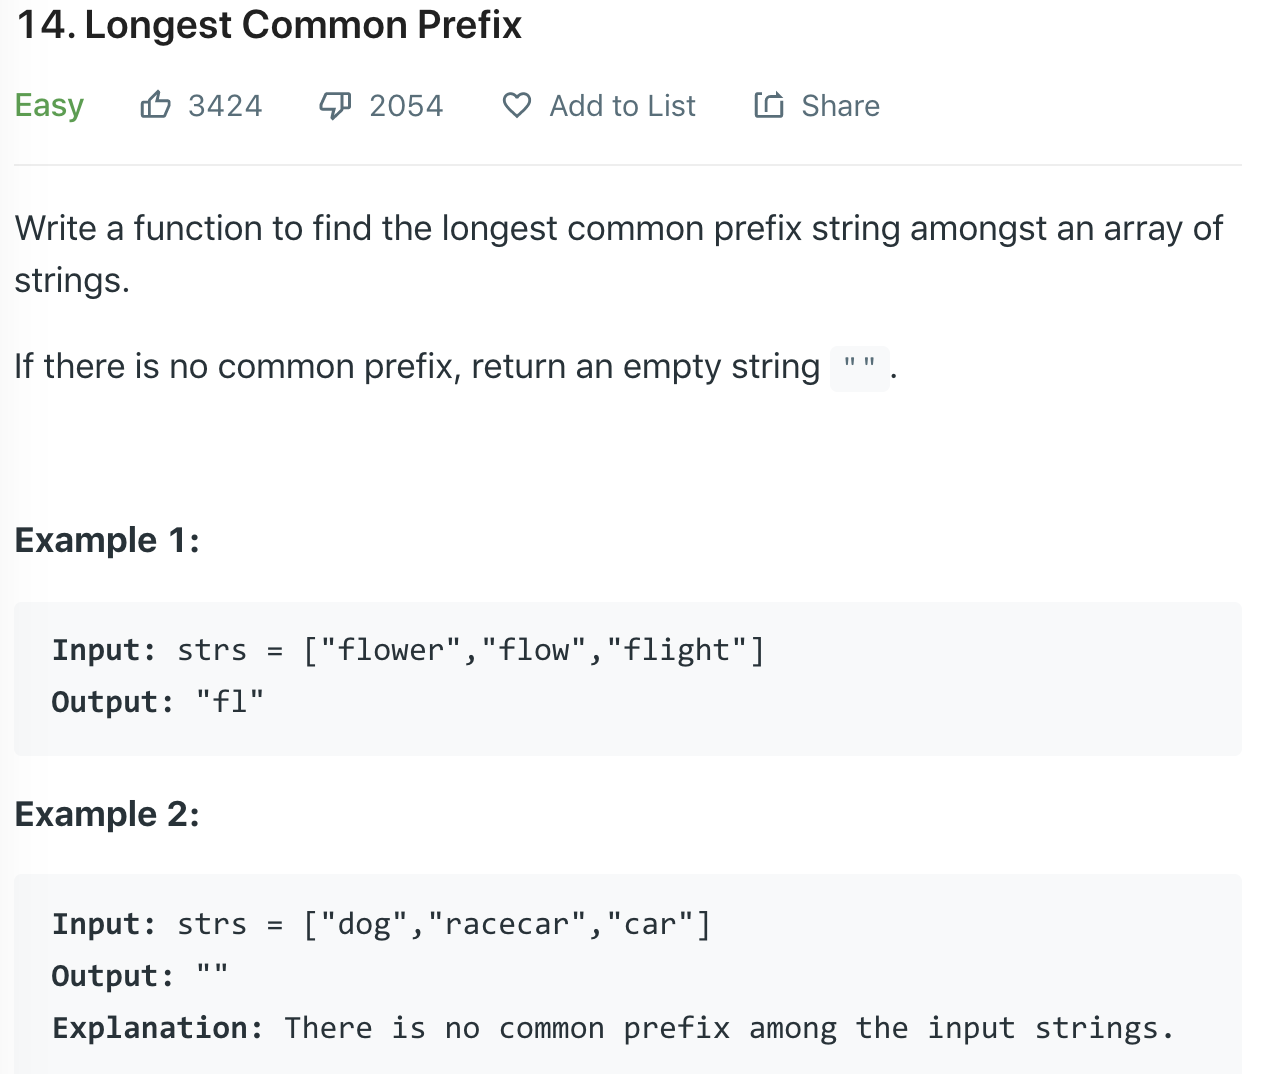 14. Longest Common Prefix
Easy 3424 2054 Add to List Share
Write a function to find the longest common prefix string amongst an array of
strings.
If there is no common prefix, return an empty string "".
Example 1:
Input: strs = ["flower","flow","flight"]
Output: "fl"
Example 2:
Input: strs = ["dog","racecar","car"]
Output: ""
Explanation: There is no common prefix among the input strings.